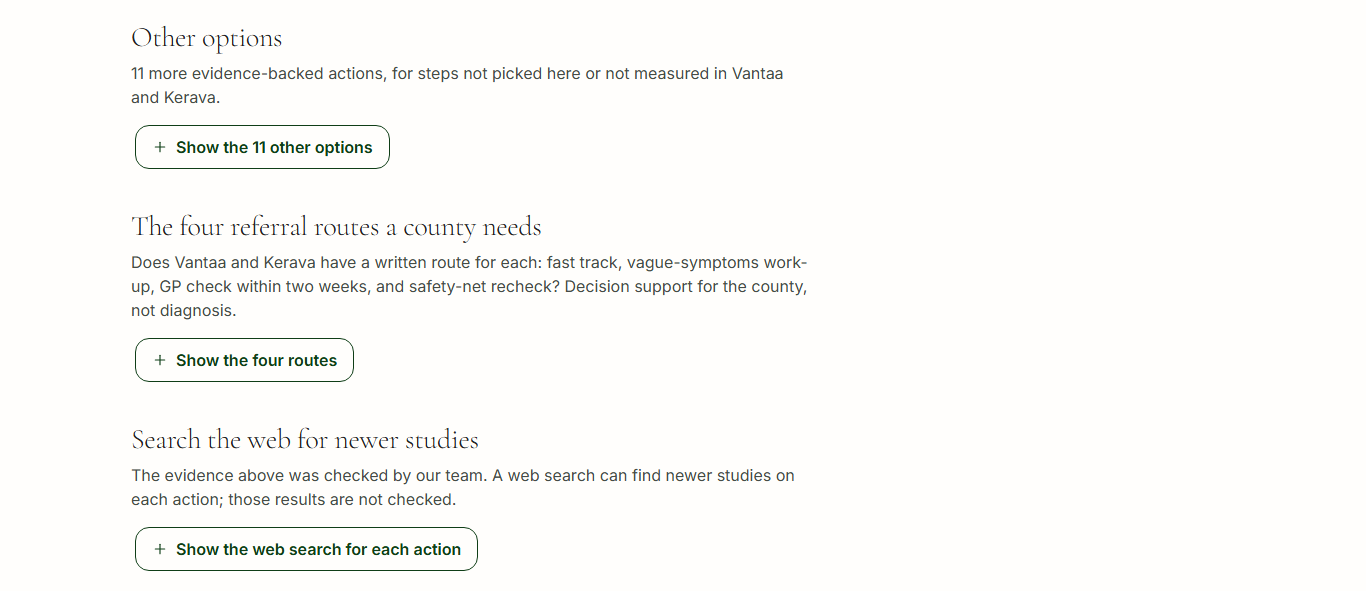 Other options
11 more evidence-backed actions, for steps not picked here or not measured in Vantaa
and Kerava.
+ Show the 11 other options
The four referral routes a county needs
Does Vantaa and Kerava have a written route for each: fast track, vague-symptoms work-
up, GP check within two weeks, and safety-net recheck? Decision support for the county,
not diagnosis.
+ Show the four routes
Search the web for newer studies
The evidence above was checked by our team. A web search can find newer studies on
each action; those results are not checked.
+ Show the web search for each action